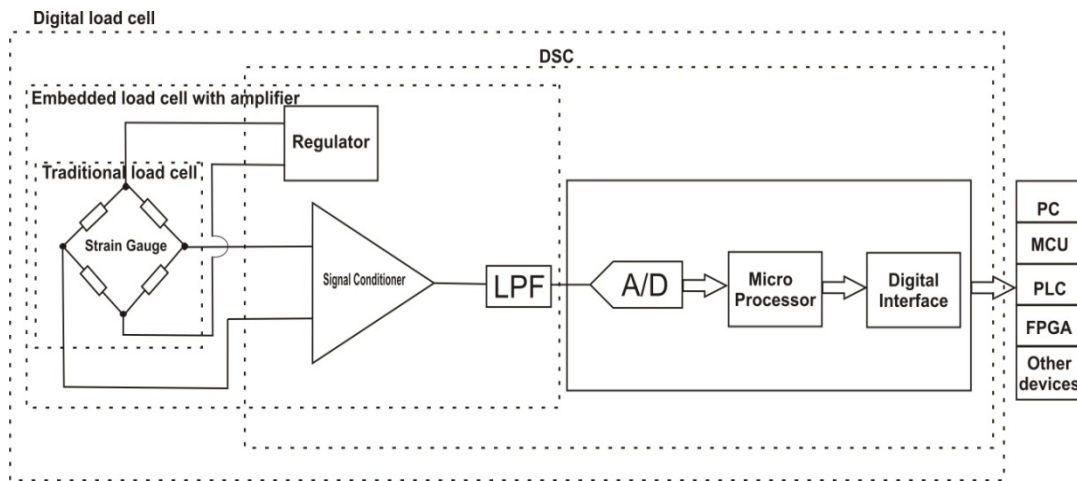 Digital load cell
DSC
Embedded load cell with amplifier
Regulator
Traditional load cell
Strain Gauge
Signal Conditioner
LPF
A/D
Micro
Processor
Digital
Interface
PC
MCU
PLC
FPGA
Other
devices